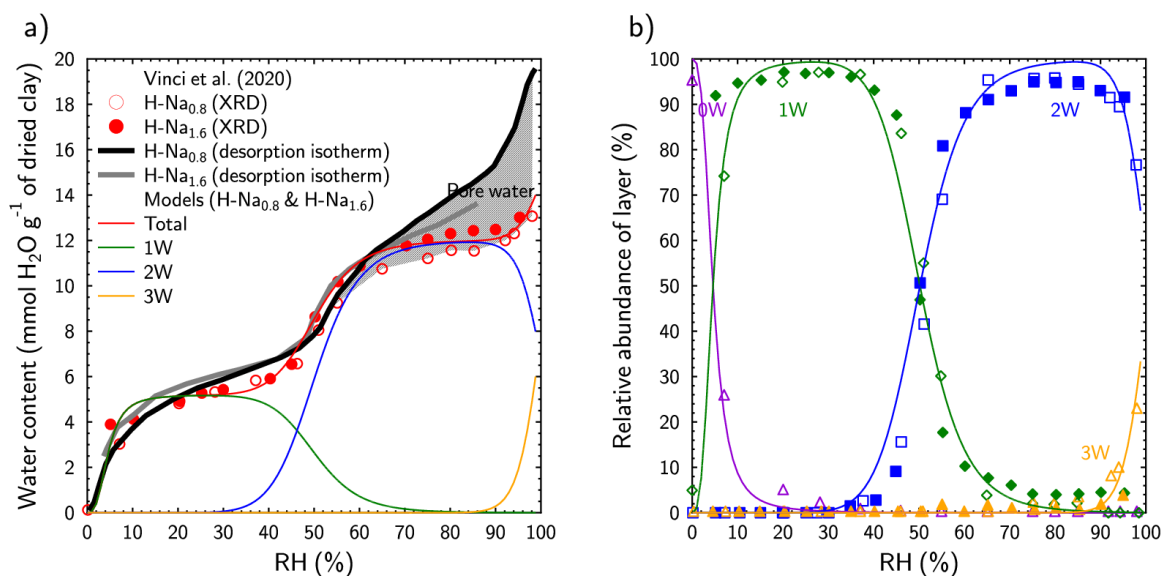 a)
Water content (mmol H₂O g⁻¹ of dried clay)
20
18
16
14
12
10
8
6
4
2
0
Vinci et al. (2020)
H-Na₀.₈ (XRD)
H-Na₁.₆ (XRD)
H-Na₀.₈ (desorption isotherm)
H-Na₁.₆ (desorption isotherm)
Models (H-Na₀.₈ & H-Na₁.₆)
Total
1W
2W
3W
Pore water
0 10 20 30 40 50 60 70 80 90 100
RH (%)
b)
Relative abundance of layer (%)
100
90
80
70
60
50
40
30
20
10
0
0W
1W
2W
3W
0 10 20 30 40 50 60 70 80 90 100
RH (%)